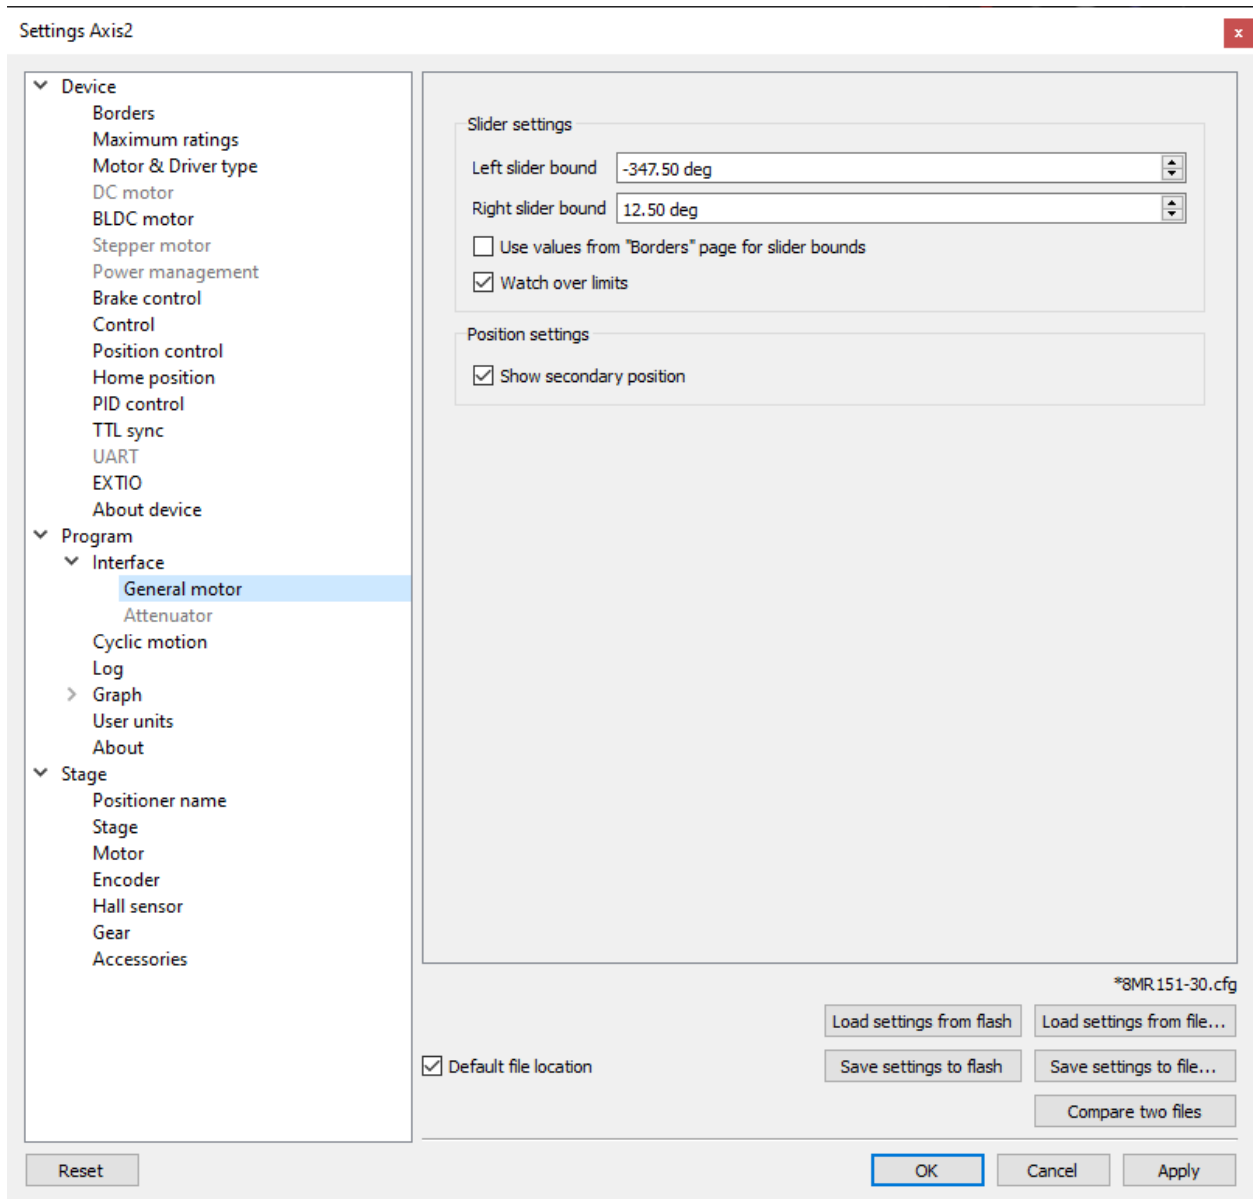 Settings Axis2
x
Device
Borders
Maximum ratings
Motor & Driver type
DC motor
BLDC motor
Stepper motor
Power management
Brake control
Control
Position control
Home position
PID control
TTL sync
UART
EXTIO
About device
Program
Interface
General motor
Attenuator
Cyclic motion
Log
Graph
User units
About
Stage
Positioner name
Stage
Motor
Encoder
Hall sensor
Gear
Accessories
Slider settings
Left slider bound -347.50 deg
Right slider bound 12.50 deg
Use values from "Borders" page for slider bounds
Watch over limits
Position settings
Show secondary position
*8MR151-30.cfg
Load settings from flash Load settings from file...
Default file location Save settings to flash Save settings to file...
Compare two files
Reset OK Cancel Apply